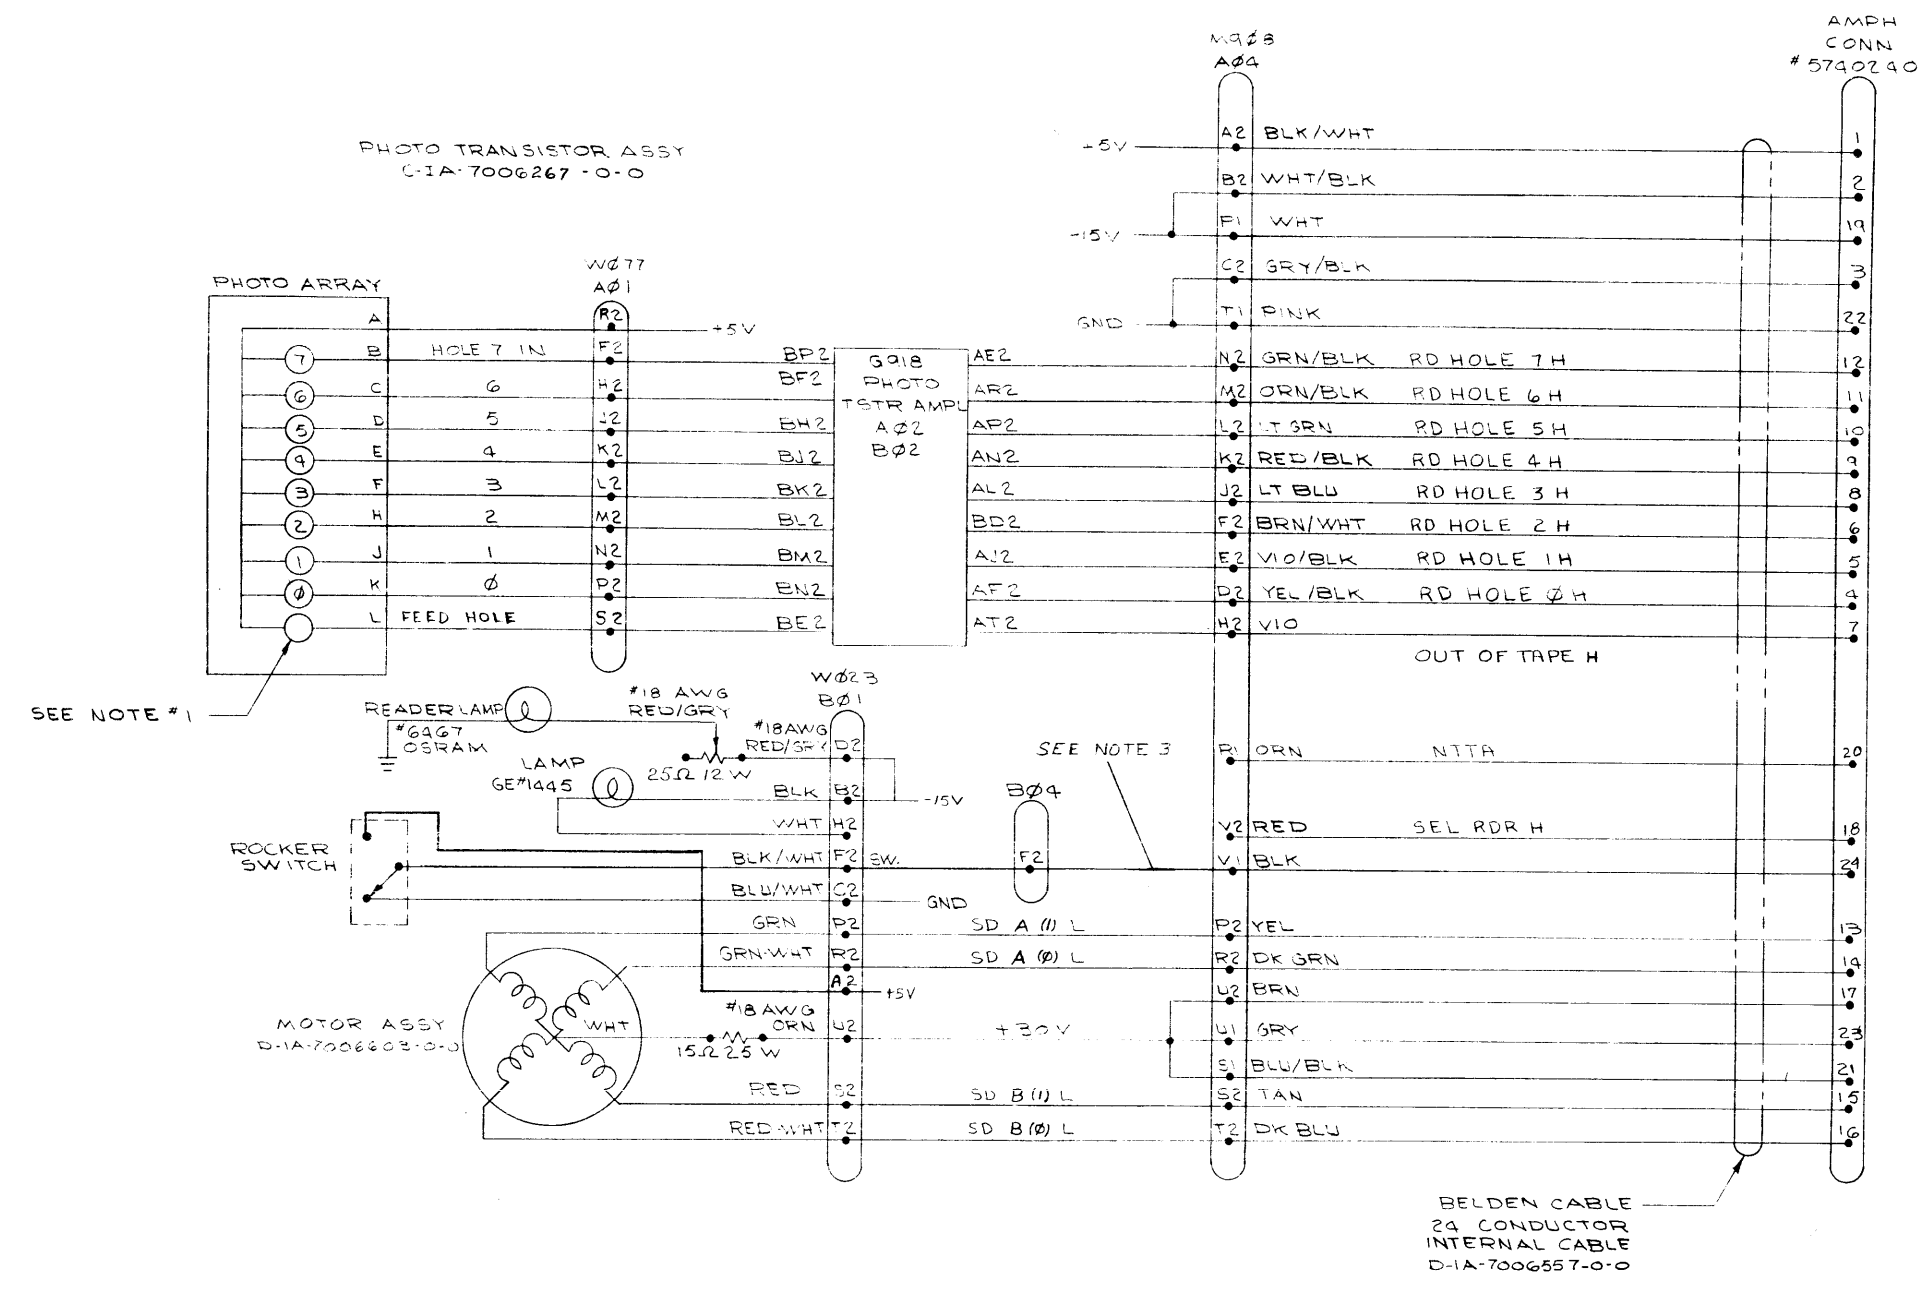 AMPH
CONN
# 5740240
M9Ø8
AØ4
PHOTO TRANSISTOR ASSY
C-IA-7006267-0-0
+5V A2 BLK/WHT 1
B2 WHT/BLK 2
-15V P1 WHT 19
C2 GRY/BLK 3
GND T1 PINK 22
PHOTO ARRAY
WØ77
AØ1
A R2 +5V
7 B HOLE 7 IN F2 BP2 G918 AE2 N2 GRN/BLK RD HOLE 7 H 12
6 C 6 H2 BF2 PHOTO AR2 M2 ORN/BLK RD HOLE 6 H 11
TSTR AMPL
5 D 5 J2 BH2 AØ2 AP2 L2 LT GRN RD HOLE 5 H 10
4 E 4 K2 BJ2 BØ2 AN2 K2 RED/BLK RD HOLE 4 H 9
3 F 3 L2 BK2 AL2 J2 LT BLU RD HOLE 3 H 8
2 H 2 M2 BL2 BD2 F2 BRN/WHT RD HOLE 2 H 6
1 J 1 N2 BM2 AJ2 E2 VIO/BLK RD HOLE 1H 5
Ø K Ø P2 BN2 AF2 D2 YEL/BLK RD HOLE Ø H 4
L FEED HOLE S2 BE2 AT2 H2 VIO 7
OUT OF TAPE H
SEE NOTE #1
WØ23
BØ1
READER LAMP
#6467
OSRAM
#18 AWG
RED/GRY
#18AWG
RED/GRY D2
25Ω 12 W
LAMP
GE#1445
SEE NOTE 3
R1 ORN NTTA 20
BLK B2 -15V
BØ4
WHT H2
V2 RED SEL RDR H 18
ROCKER
SWITCH
BLK/WHT F2 SW. F2 V1 BLK 24
BLU/WHT C2 GND
GRN P2 SD A (1) L P2 YEL 13
GRN-WHT R2 SD A (Ø) L R2 DK GRN 14
A2 +5V
U2 BRN 17
MOTOR ASSY
D-IA-7006603-0-0
WHT
#18 AWG
ORN U2 +30V U1 GRY 23
15Ω 25 W
S1 BLU/BLK 21
RED S2 SD B (1) L S2 TAN 15
RED-WHT T2 SD B (Ø) L T2 DK BLU 16
BELDEN CABLE
24 CONDUCTOR
INTERNAL CABLE
D-IA-7006557-0-0